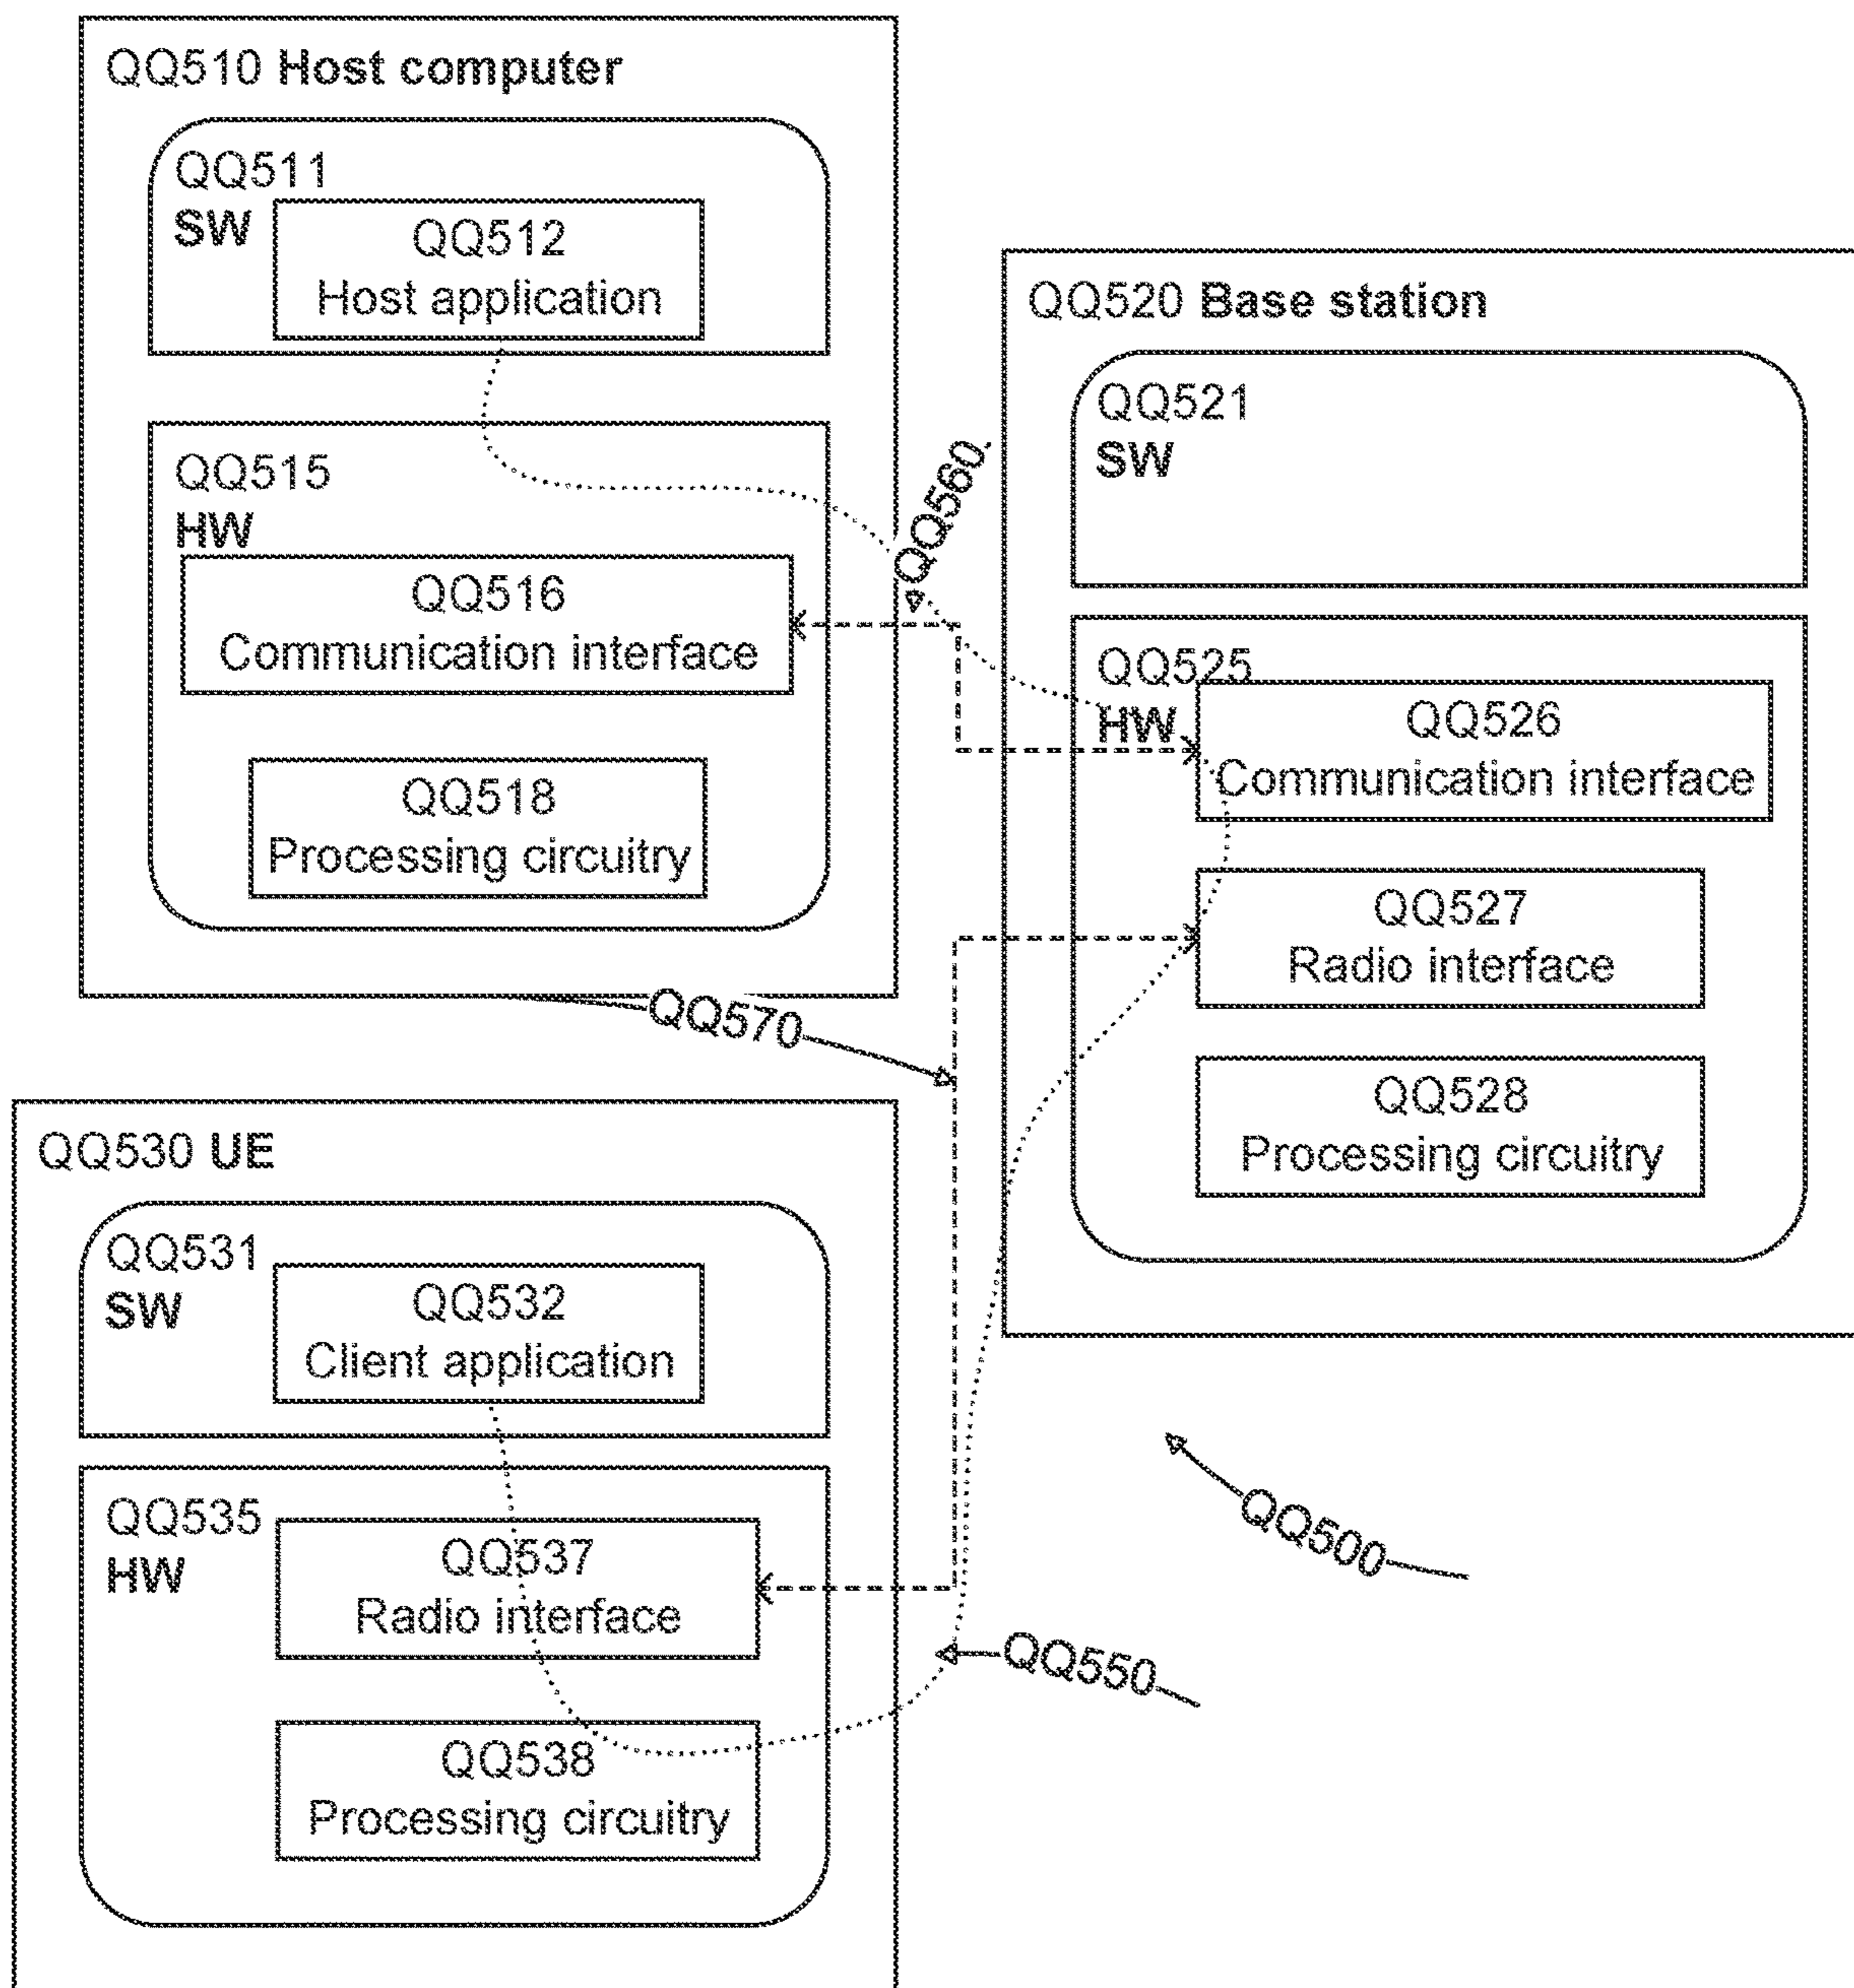 QQ510 Host computer
QQ511
SW
QQ512
Host application
QQ515
HW
QQ516
Communication interface
QQ518
Processing circuitry
QQ560
QQ520 Base station
QQ521
SW
QQ525
HW
QQ526
Communication interface
QQ527
Radio interface
QQ528
Processing circuitry
QQ570
QQ530 UE
QQ531
SW
QQ532
Client application
QQ535
HW
QQ537
Radio interface
QQ538
Processing circuitry
QQ500
QQ550